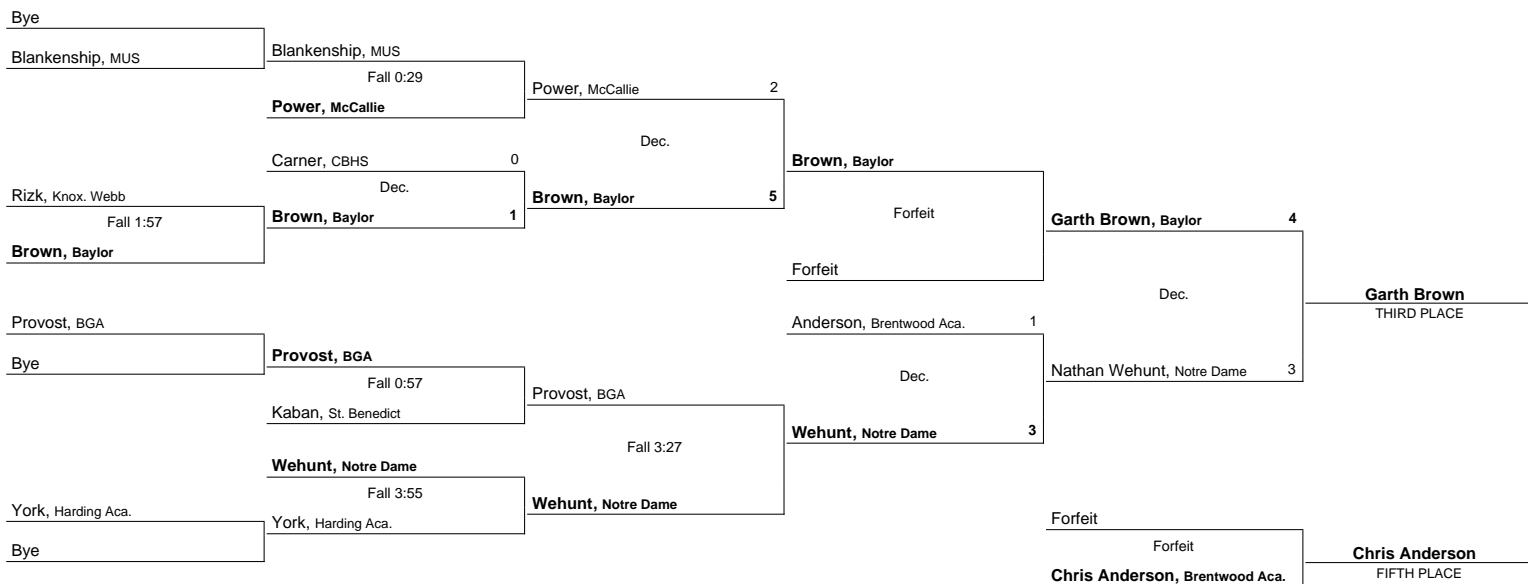 Bye
Blankenship, MUS
Blankenship, MUS
Fall 0:29
Power, McCallie
Power, McCallie 2
Dec.
Carner, CBHS 0
Dec.
Brown, Baylor 1
Rizk, Knox. Webb
Fall 1:57
Brown, Baylor
Brown, Baylor 5
Brown, Baylor
Forfeit
Forfeit
Garth Brown, Baylor 4
Dec.
Garth Brown
THIRD PLACE
Provost, BGA
Bye
Provost, BGA
Fall 0:57
Kaban, St. Benedict
Provost, BGA
Fall 3:27
Wehunt, Notre Dame
Fall 3:55
York, Harding Aca.
York, Harding Aca.
Bye
Wehunt, Notre Dame
Anderson, Brentwood Aca. 1
Dec.
Wehunt, Notre Dame 3
Nathan Wehunt, Notre Dame 3
Forfeit
Forfeit
Chris Anderson, Brentwood Aca.
Chris Anderson
FIFTH PLACE